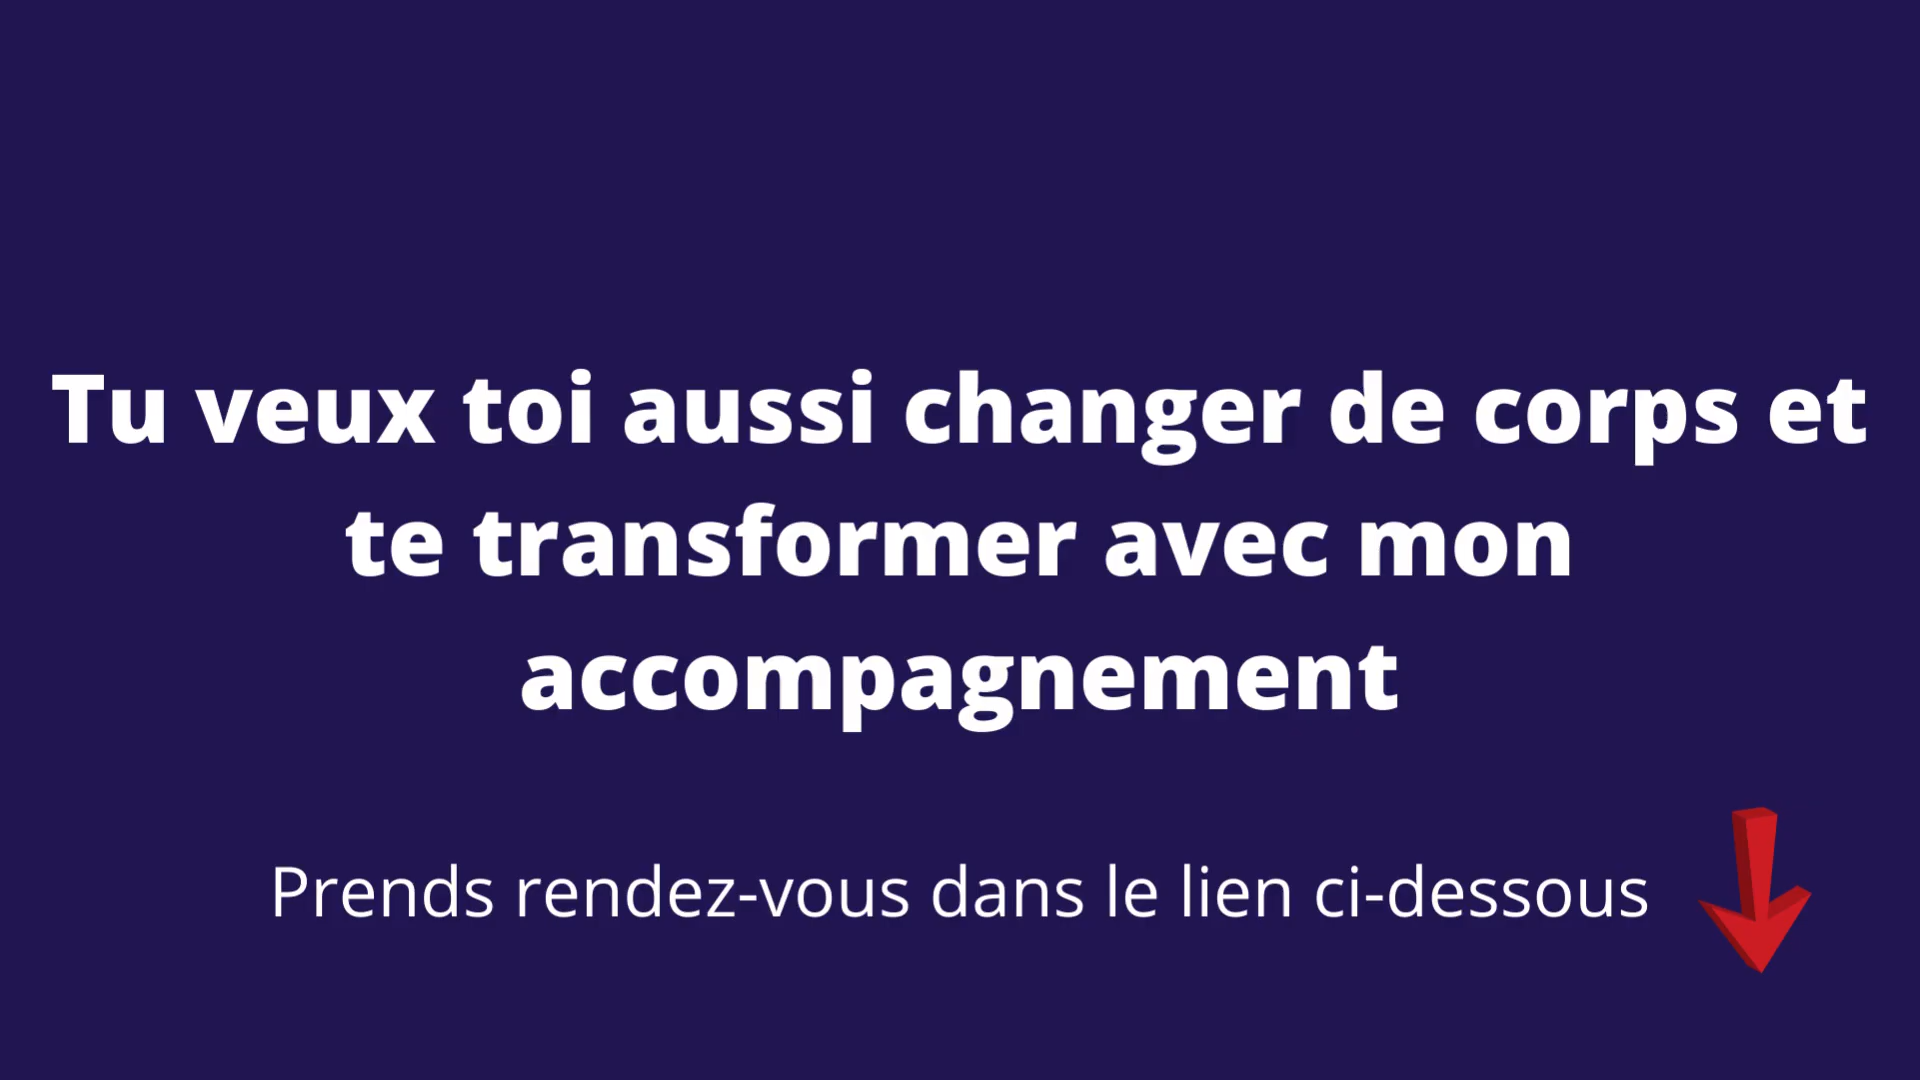 Tu veux toi aussi changer de corps et
te transformer avec mon
accompagnement
Prends rendez-vous dans le lien ci-dessous